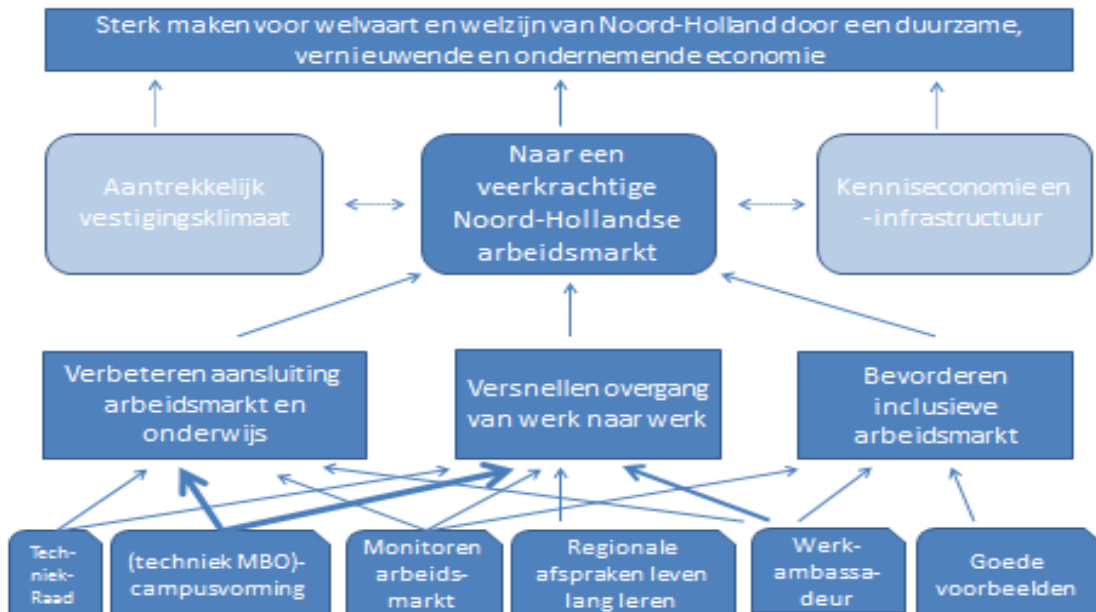 Sterk maken voor welvaart en welzijn van Noord-Holland door een duurzame,
vernieuwende en ondernemende economie
Aantrekkelijk
vestigingsklimaat
Naar een
veerkrachtige
Noord-Hollandse
arbeidsmarkt
Kenniseconomie en
-infrastructuur
Verbeteren aansluiting
arbeidsmarkt en
onderwijs
Versnellen overgang
van werk naar werk
Bevorderen
inclusieve
arbeidsmarkt
Tech-
niek-
Raad
(techniek MBO)-
campusvorming
Monitoren
arbeids-
markt
Regionale
afspraken leven
lang leren
Werk-
ambassa-
deur
Goede
voorbeelden